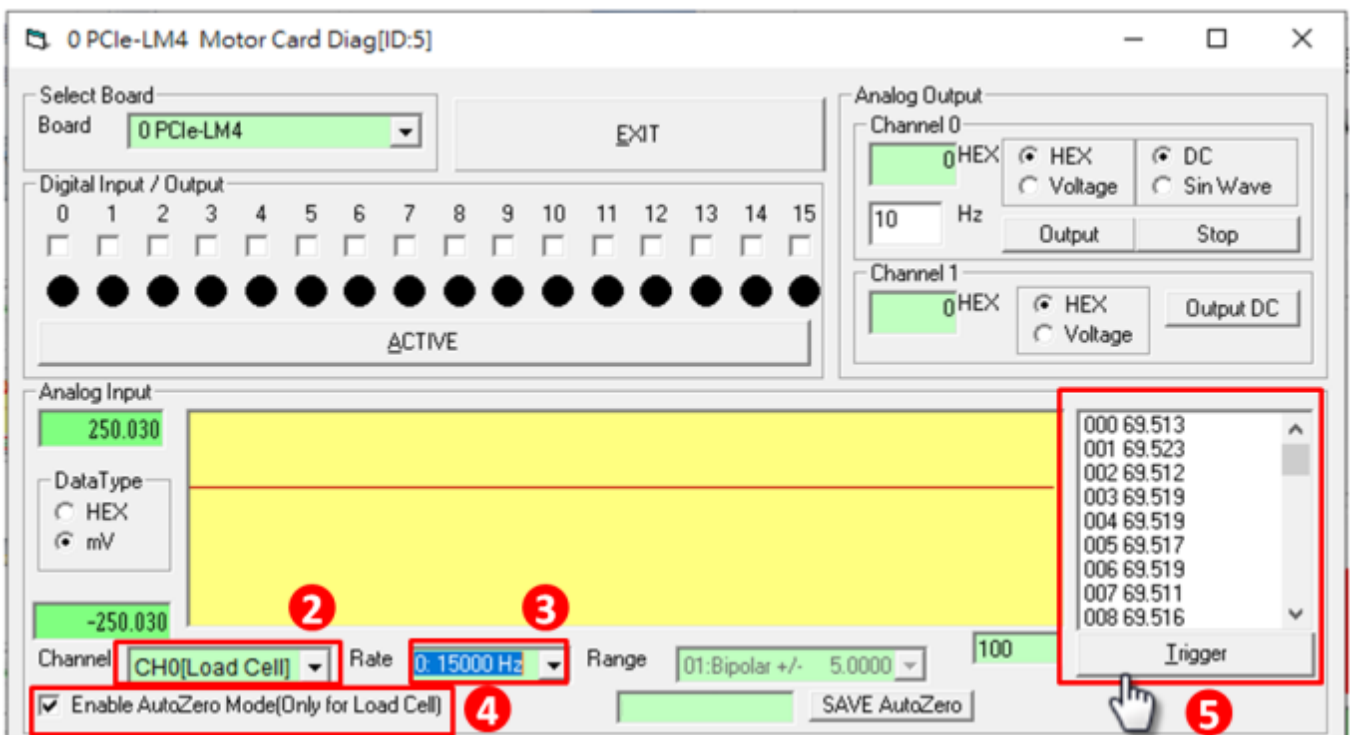 0 PCIe-LM4 Motor Card Diag[ID:5]
Select Board
Board 0 PCIe-LM4
EXIT
Digital Input / Output
0 1 2 3 4 5 6 7 8 9 10 11 12 13 14 15
ACTIVE
Analog Output
Channel 0
0 HEX
HEX
DC
Voltage
Sin Wave
10 Hz
Output
Stop
Channel 1
0 HEX
HEX
Voltage
Output DC
Analog Input
250.030
DataType
HEX
mV
-250.030
000 69.513
001 69.523
002 69.512
003 69.519
004 69.519
005 69.517
006 69.519
007 69.511
008 69.516
2
3
Channel CH0[Load Cell] Rate 0: 15000 Hz Range 01:Bipolar +/- 5.0000 100
Trigger
Enable AutoZero Mode(Only for Load Cell)
4
SAVE AutoZero
5